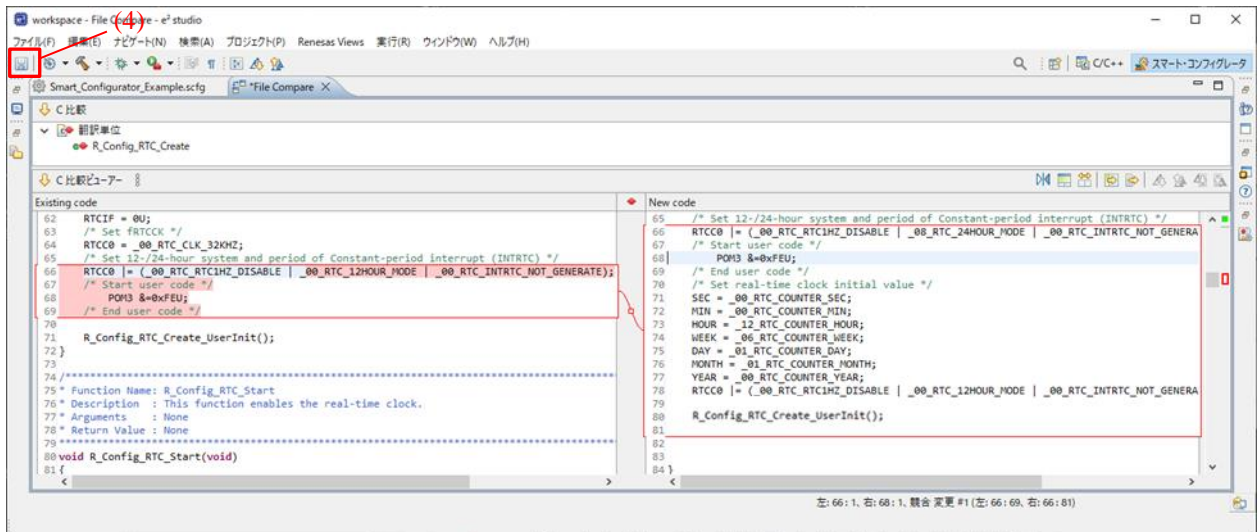 workspace - File Compare - e² studio
(4)
ファイル(F) 編集(E) ナビゲート(N) 検索(A) プロジェクト(P) Renesas Views 実行(R) ウィンドウ(W) ヘルプ(H)
C/C++ スマート・コンフィグレータ
Smart_Configurator_Example.scfg *File Compare
C 比較
翻訳単位
R_Config_RTC_Create
C 比較ビューアー
Existing code
62 RTCIF = 0U;
63 /* Set fRTCCK */
64 RTCC0 = _00_RTC_CLK_32KHZ;
65 /* Set 12-/24-hour system and period of Constant-period interrupt (INTRTC) */
66 RTCC0 |= (_00_RTC_RTC1HZ_DISABLE | _00_RTC_12HOUR_MODE | _00_RTC_INTRTC_NOT_GENERATE);
67 /* Start user code */
68 POM3 &=0xFEU;
69 /* End user code */
70
71 R_Config_RTC_Create_UserInit();
72 }
73
74 /*******************************************************************************
75 * Function Name: R_Config_RTC_Start
76 * Description : This function enables the real-time clock.
77 * Arguments : None
78 * Return Value : None
79 *******************************************************************************
80 void R_Config_RTC_Start(void)
81 {
New code
65 /* Set 12-/24-hour system and period of Constant-period interrupt (INTRTC) */
66 RTCC0 |= (_00_RTC_RTC1HZ_DISABLE | _08_RTC_24HOUR_MODE | _00_RTC_INTRTC_NOT_GENERA
67 /* Start user code */
68 POM3 &=0xFEU;
69 /* End user code */
70 /* Set real-time clock initial value */
71 SEC = _00_RTC_COUNTER_SEC;
72 MIN = _00_RTC_COUNTER_MIN;
73 HOUR = _12_RTC_COUNTER_HOUR;
74 WEEK = _06_RTC_COUNTER_WEEK;
75 DAY = _01_RTC_COUNTER_DAY;
76 MONTH = _01_RTC_COUNTER_MONTH;
77 YEAR = _00_RTC_COUNTER_YEAR;
78 RTCC0 |= (_00_RTC_RTC1HZ_DISABLE | _00_RTC_12HOUR_MODE | _00_RTC_INTRTC_NOT_GENERA
79
80 R_Config_RTC_Create_UserInit();
81
82
83
84 }
左: 66 : 1、右: 68 : 1、競合 変更 #1 (左: 66 : 69、右: 66 : 81)